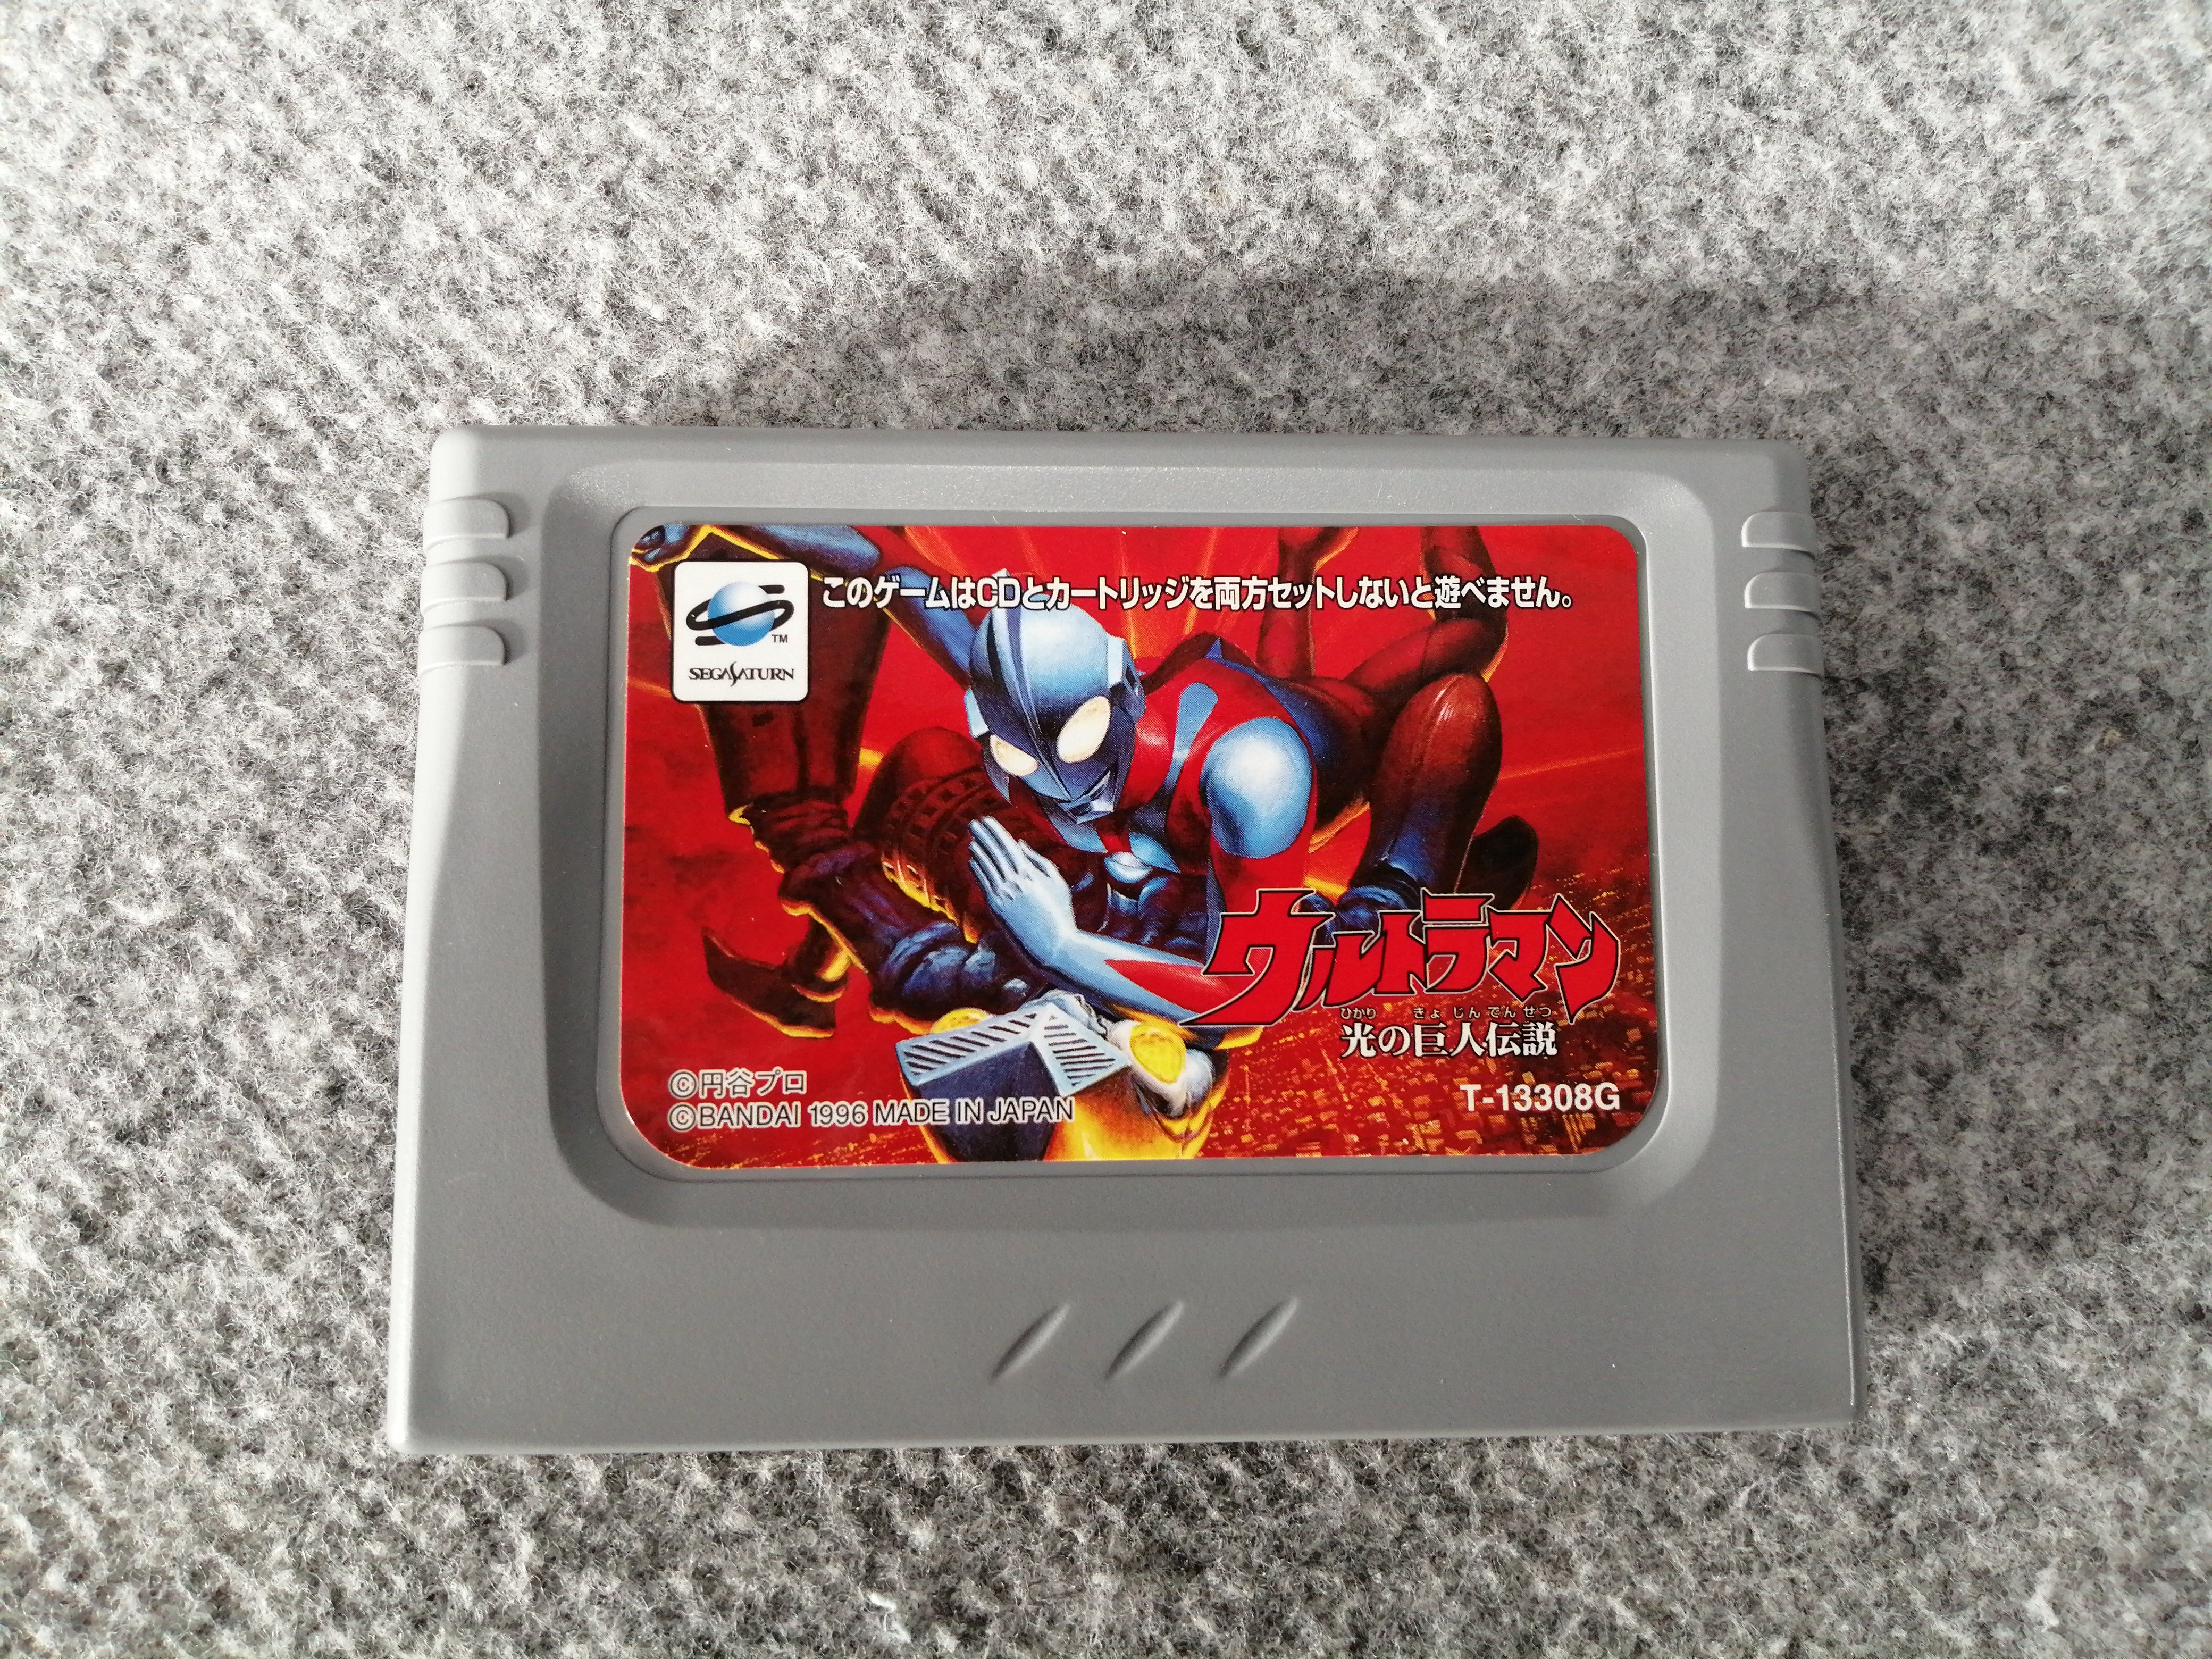 このゲームはCDとカートリッジを両方セットしないと遊べません。
TM
SEGASATURN
ウルトラマン
ひかり きょじんでんせつ
光の巨人伝説
©円谷プロ
©BANDAI 1996 MADE IN JAPAN
T-13308G